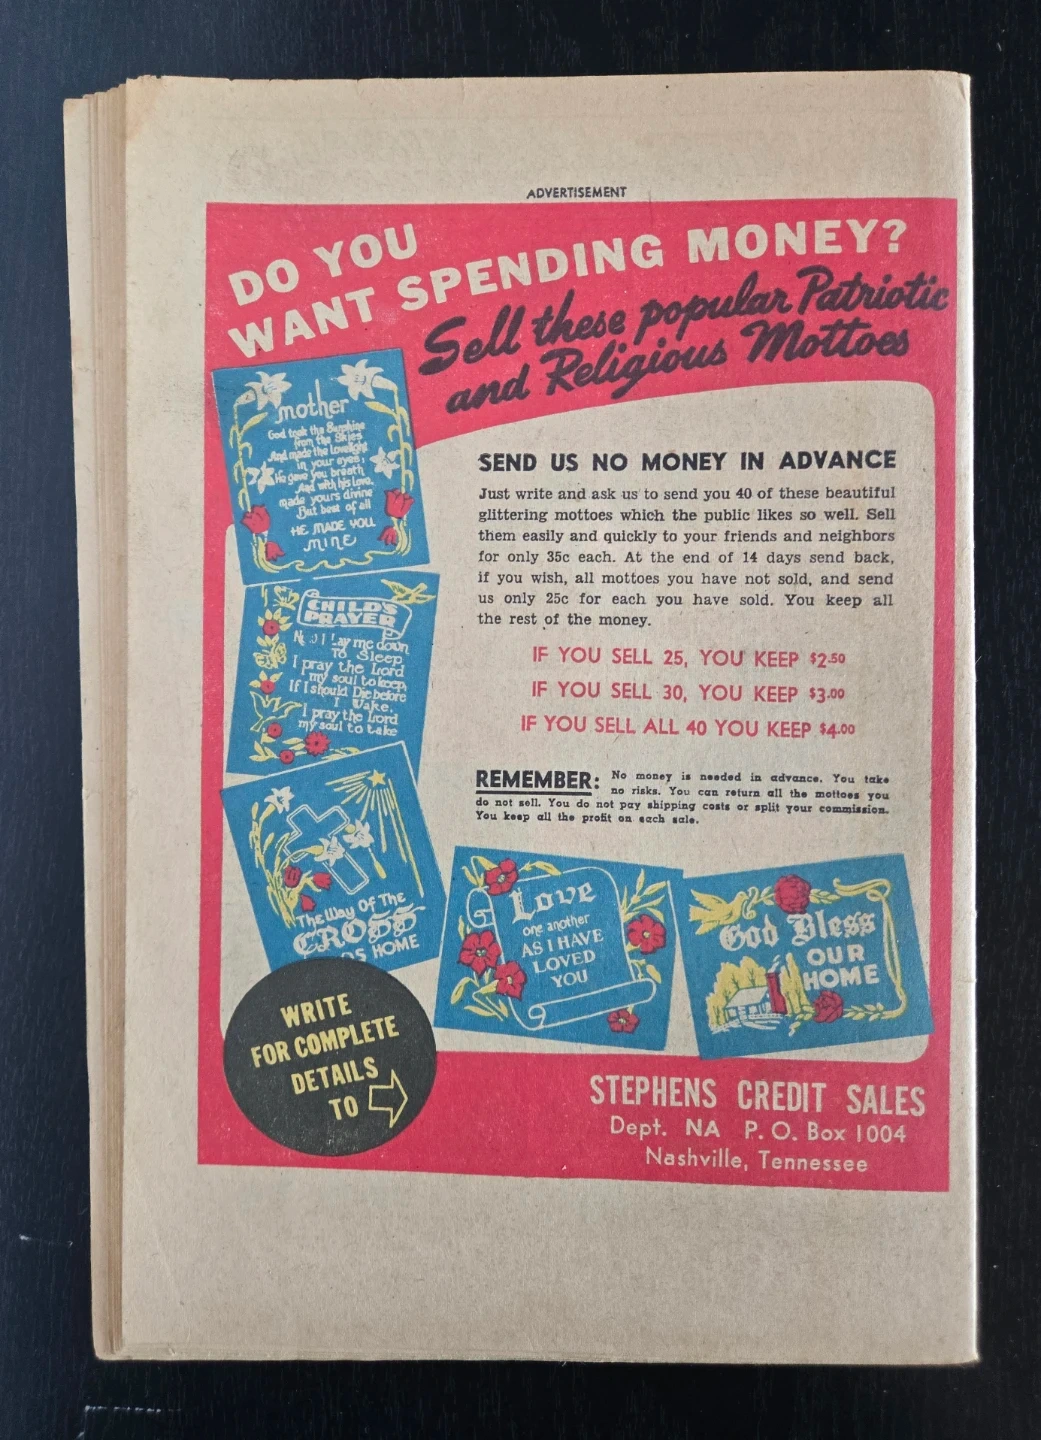 ADVERTISEMENT
DO YOU
WANT SPENDING MONEY?
Sell these popular Patriotic
and Religious Mottoes
mother
God took the Sunshine
from the Skies
And made the lovelight
in your eyes;
He gave you breath
And with his love,
made yours divine
But best of all
HE MADE YOU
MINE
CHILD'S
PRAYER
I Lay me down
To Sleep
I pray the Lord
my soul to keep,
If I should Die before
I Wake,
I pray the Lord
my soul to take
The Way Of The
CROSS
HOME
SEND US NO MONEY IN ADVANCE
Just write and ask us to send you 40 of these beautiful
glittering mottoes which the public likes so well. Sell
them easily and quickly to your friends and neighbors
for only 35c each. At the end of 14 days send back,
if you wish, all mottoes you have not sold, and send
us only 25c for each you have sold. You keep all
the rest of the money.
IF YOU SELL 25, YOU KEEP $2.50
IF YOU SELL 30, YOU KEEP $3.00
IF YOU SELL ALL 40 YOU KEEP $4.00
REMEMBER: No money is needed in advance. You take
no risks. You can return all the mottoes you
do not sell. You do not pay shipping costs or split your commission.
You keep all the profit on each sale.
Love
one another
AS I HAVE
LOVED
YOU
God Bless
OUR
HOME
WRITE
FOR COMPLETE
DETAILS
TO
STEPHENS CREDIT SALES
Dept. NA P. O. Box 1004
Nashville, Tennessee